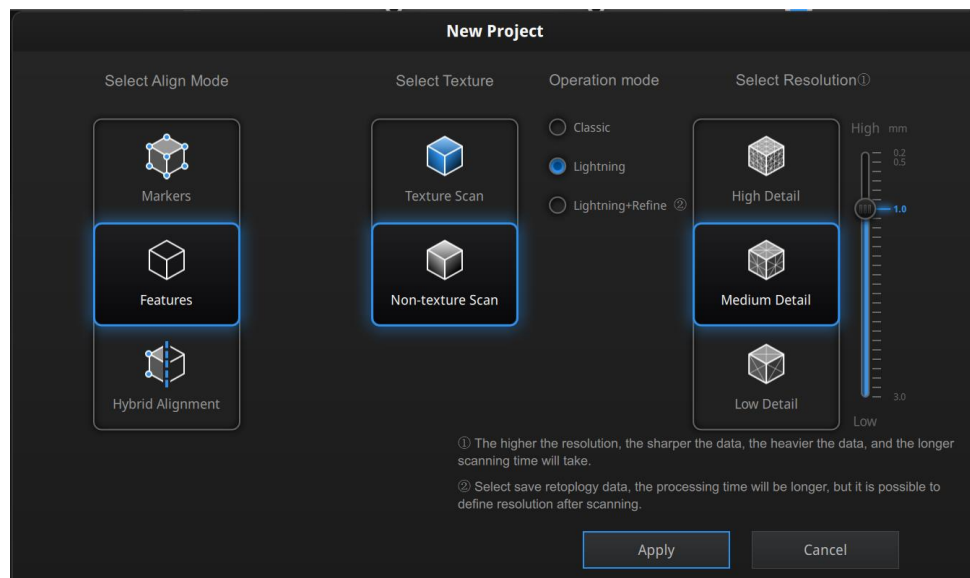 New Project
Select Align Mode
Select Texture
Operation mode
Select Resolution①
Markers
Features
Hybrid Alignment
Texture Scan
Non-texture Scan
Classic
Lightning
Lightning+Refine ②
High Detail
Medium Detail
Low Detail
High mm
0.2
0.5
1.0
3.0
Low
① The higher the resolution, the sharper the data, the heavier the data, and the longer
scanning time will take.
② Select save retoplogy data, the processing time will be longer, but it is possible to
define resolution after scanning.
Apply
Cancel